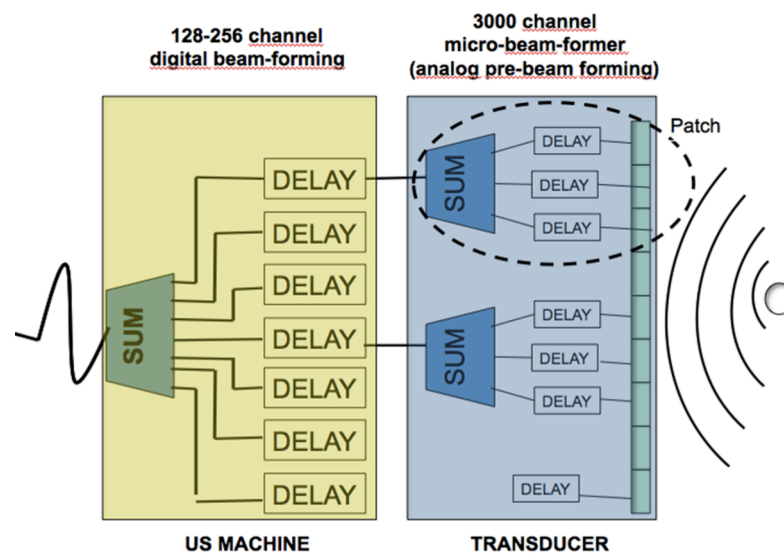 128-256 channel
digital beam-forming
3000 channel
micro-beam-former
(analog pre-beam forming)
Patch
SUM
DELAY
DELAY
DELAY
DELAY
DELAY
DELAY
DELAY
SUM
DELAY
DELAY
DELAY
SUM
DELAY
DELAY
DELAY
DELAY
US MACHINE
TRANSDUCER